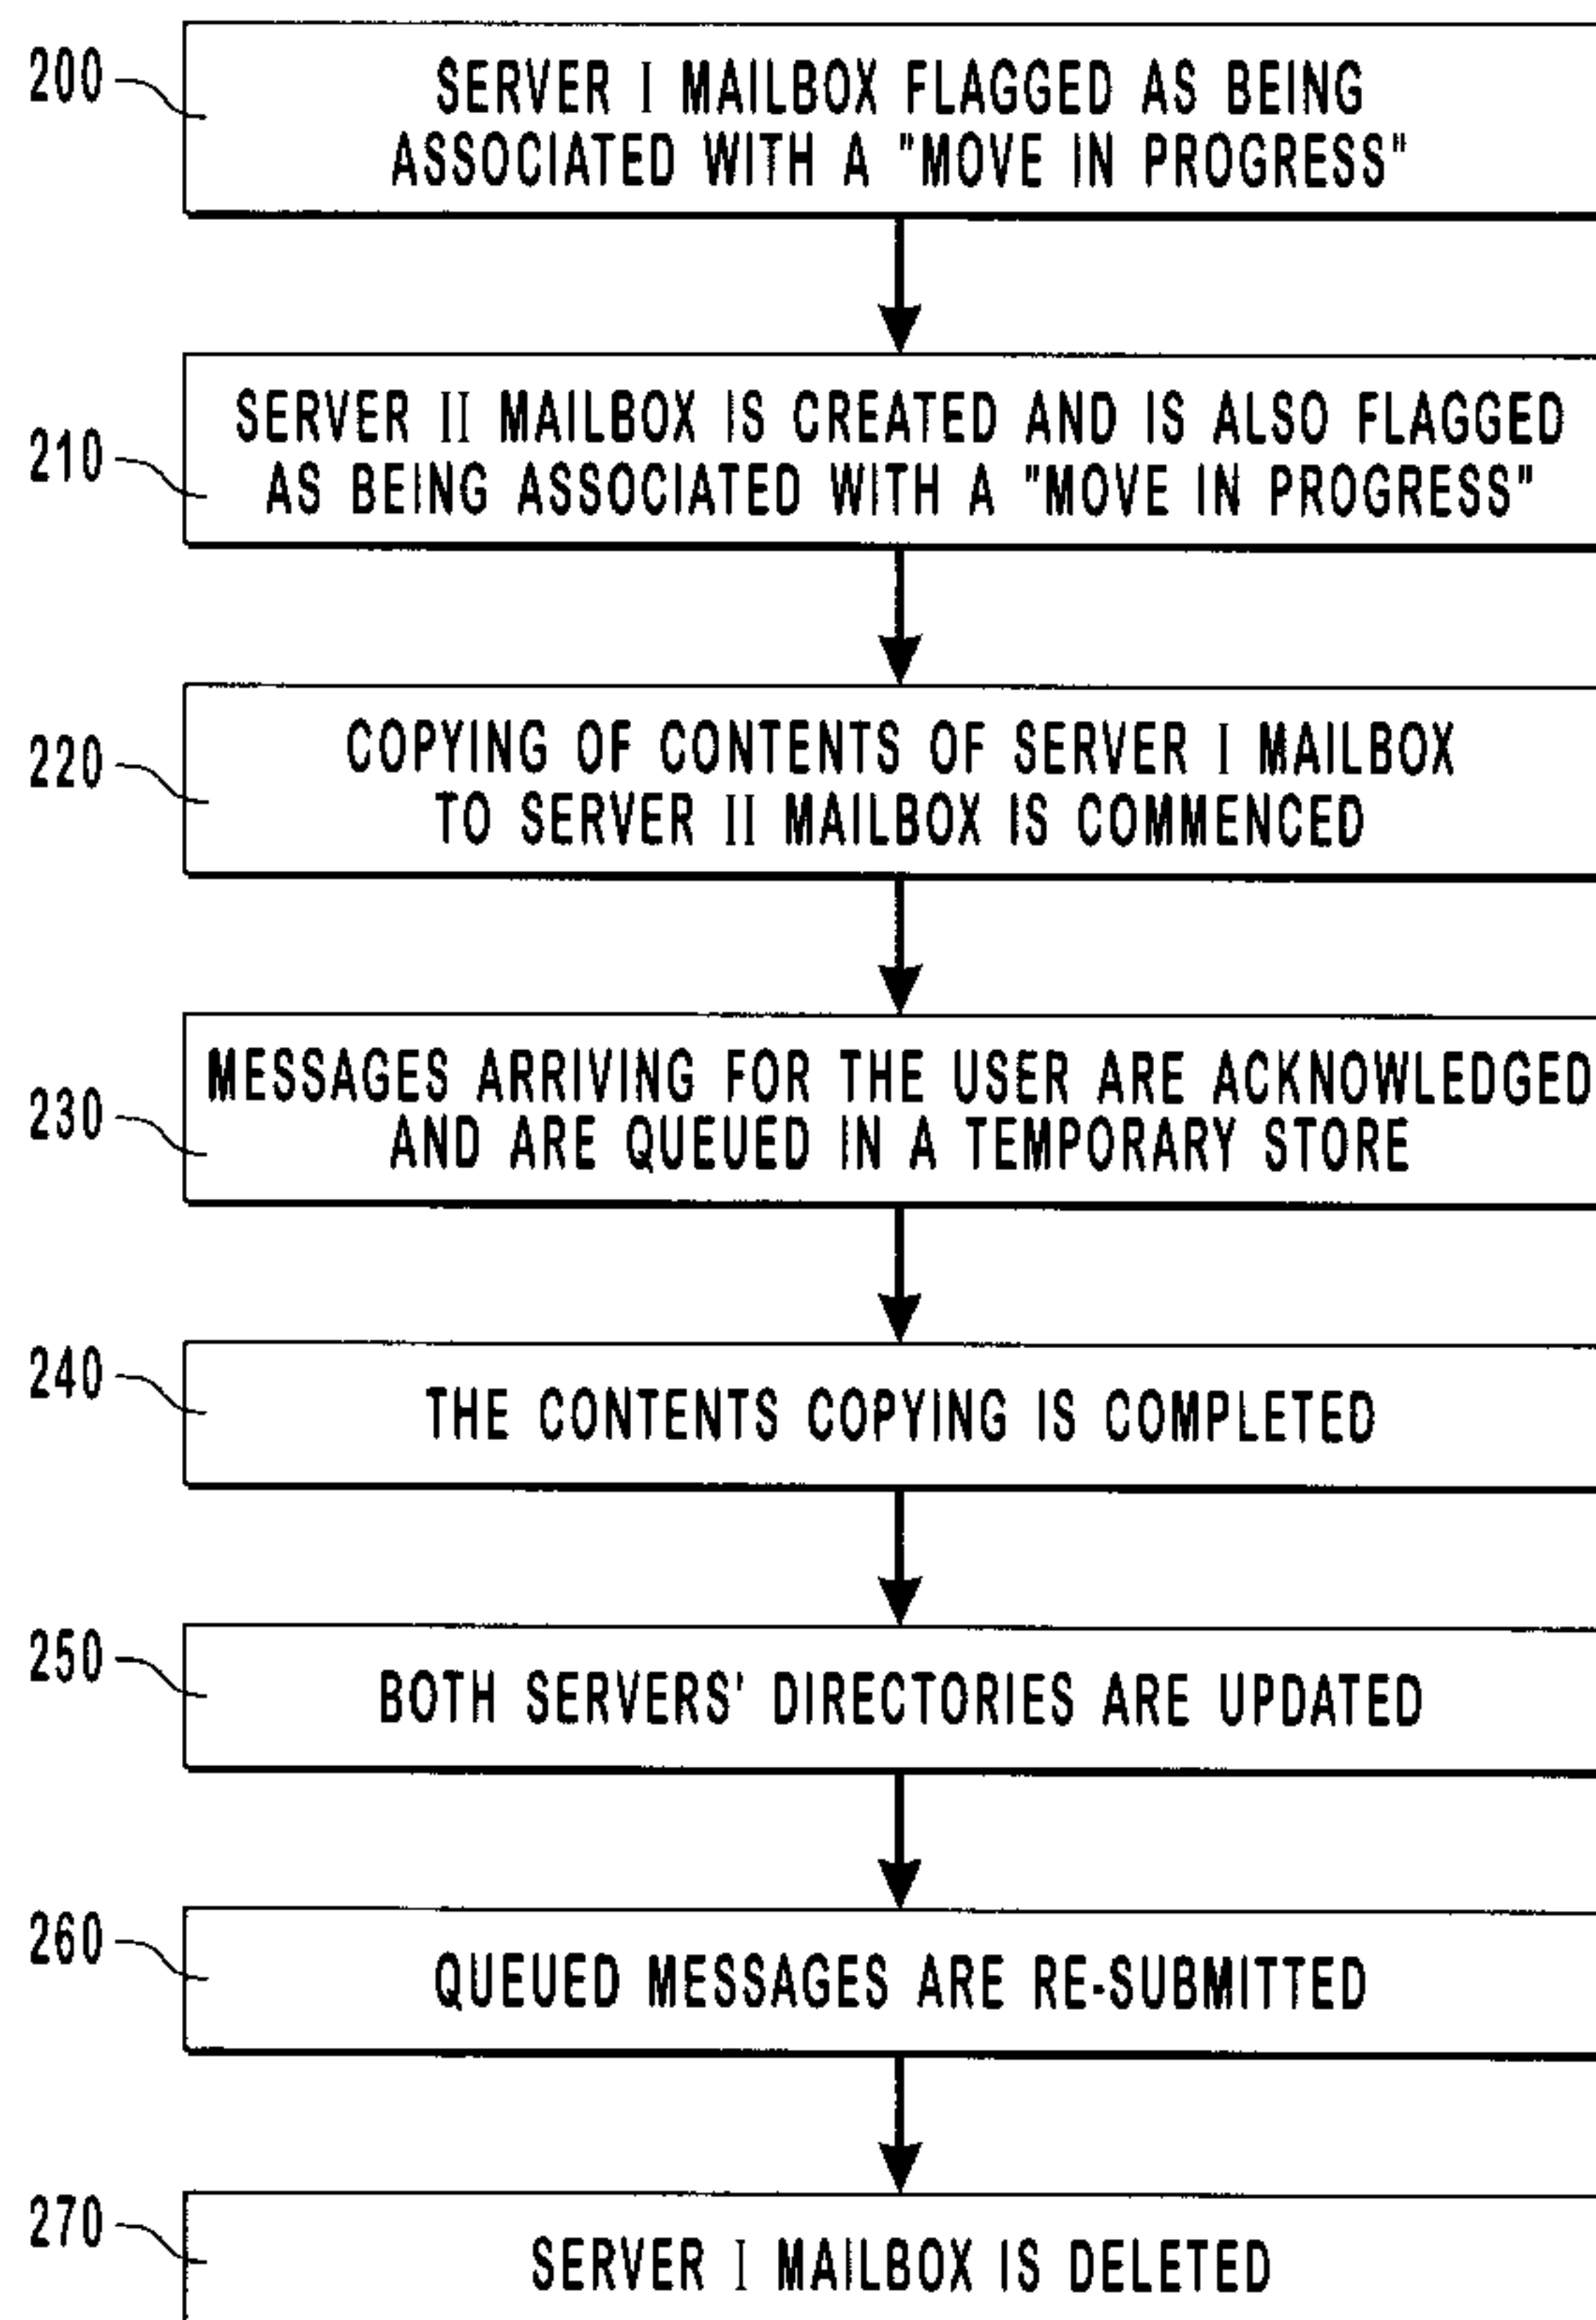 200
SERVER I MAILBOX FLAGGED AS BEING
ASSOCIATED WITH A "MOVE IN PROGRESS"
210
SERVER II MAILBOX IS CREATED AND IS ALSO FLAGGED
AS BEING ASSOCIATED WITH A "MOVE IN PROGRESS"
220
COPYING OF CONTENTS OF SERVER I MAILBOX
TO SERVER II MAILBOX IS COMMENCED
230
MESSAGES ARRIVING FOR THE USER ARE ACKNOWLEDGED
AND ARE QUEUED IN A TEMPORARY STORE
240
THE CONTENTS COPYING IS COMPLETED
250
BOTH SERVERS' DIRECTORIES ARE UPDATED
260
QUEUED MESSAGES ARE RE-SUBMITTED
270
SERVER I MAILBOX IS DELETED